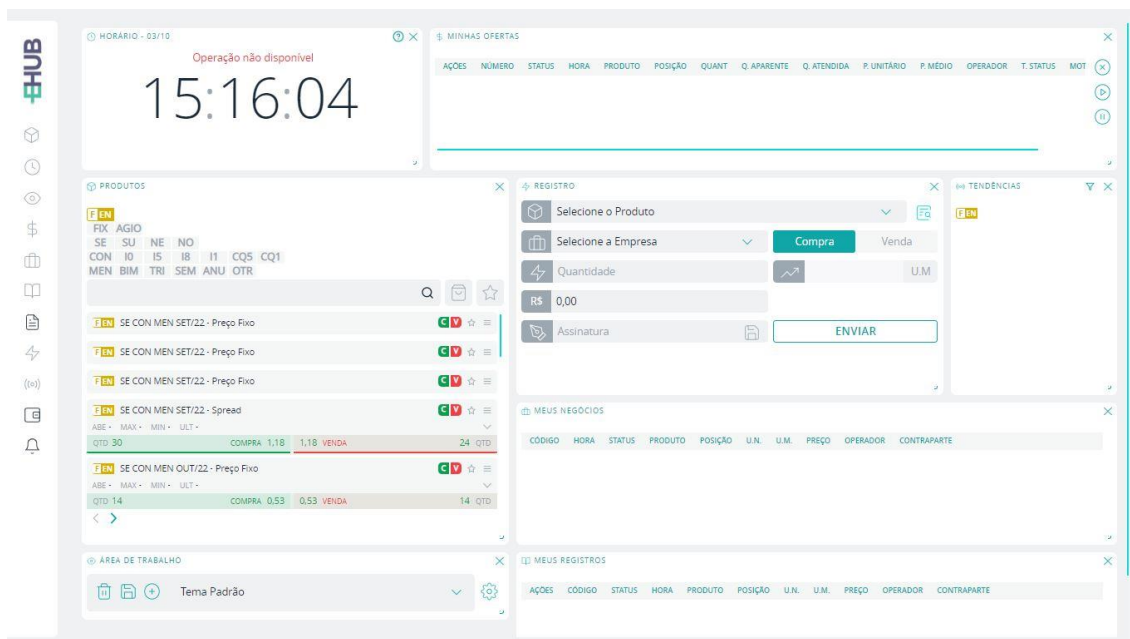 EHUB
HORÁRIO - 03/10
Operação não disponível
15:16:04
MINHAS OFERTAS
AÇÕES NÚMERO STATUS HORA PRODUTO POSIÇÃO QUANT Q. APARENTE Q. ATENDIDA P. UNITÁRIO P. MÉDIO OPERADOR T. STATUS MOT
PRODUTOS
F EN
FIX AGIO
SE SU NE NO
CON I0 I5 I8 I1 CQ5 CQ1
MEN BIM TRI SEM ANU OTR
F EN SE CON MEN SET/22 - Preço Fixo C V
F EN SE CON MEN SET/22 - Preço Fixo C V
F EN SE CON MEN SET/22 - Preço Fixo C V
F EN SE CON MEN SET/22 - Spread C V
ABE - MAX - MIN - ULT -
QTD 30 COMPRA 1,18 1,18 VENDA 24 QTD
F EN SE CON MEN OUT/22 - Preço Fixo C V
ABE - MAX - MIN - ULT -
QTD 14 COMPRA 0,53 0,53 VENDA 14 QTD
REGISTRO
Selecione o Produto
Selecione a Empresa Compra Venda
Quantidade U.M
R$ 0,00
Assinatura ENVIAR
TENDÊNCIAS
F EN
MEUS NEGÓCIOS
CÓDIGO HORA STATUS PRODUTO POSIÇÃO U.N. U.M. PREÇO OPERADOR CONTRAPARTE
ÁREA DE TRABALHO
Tema Padrão
MEUS REGISTROS
AÇÕES CÓDIGO STATUS HORA PRODUTO POSIÇÃO U.N. U.M. PREÇO OPERADOR CONTRAPARTE